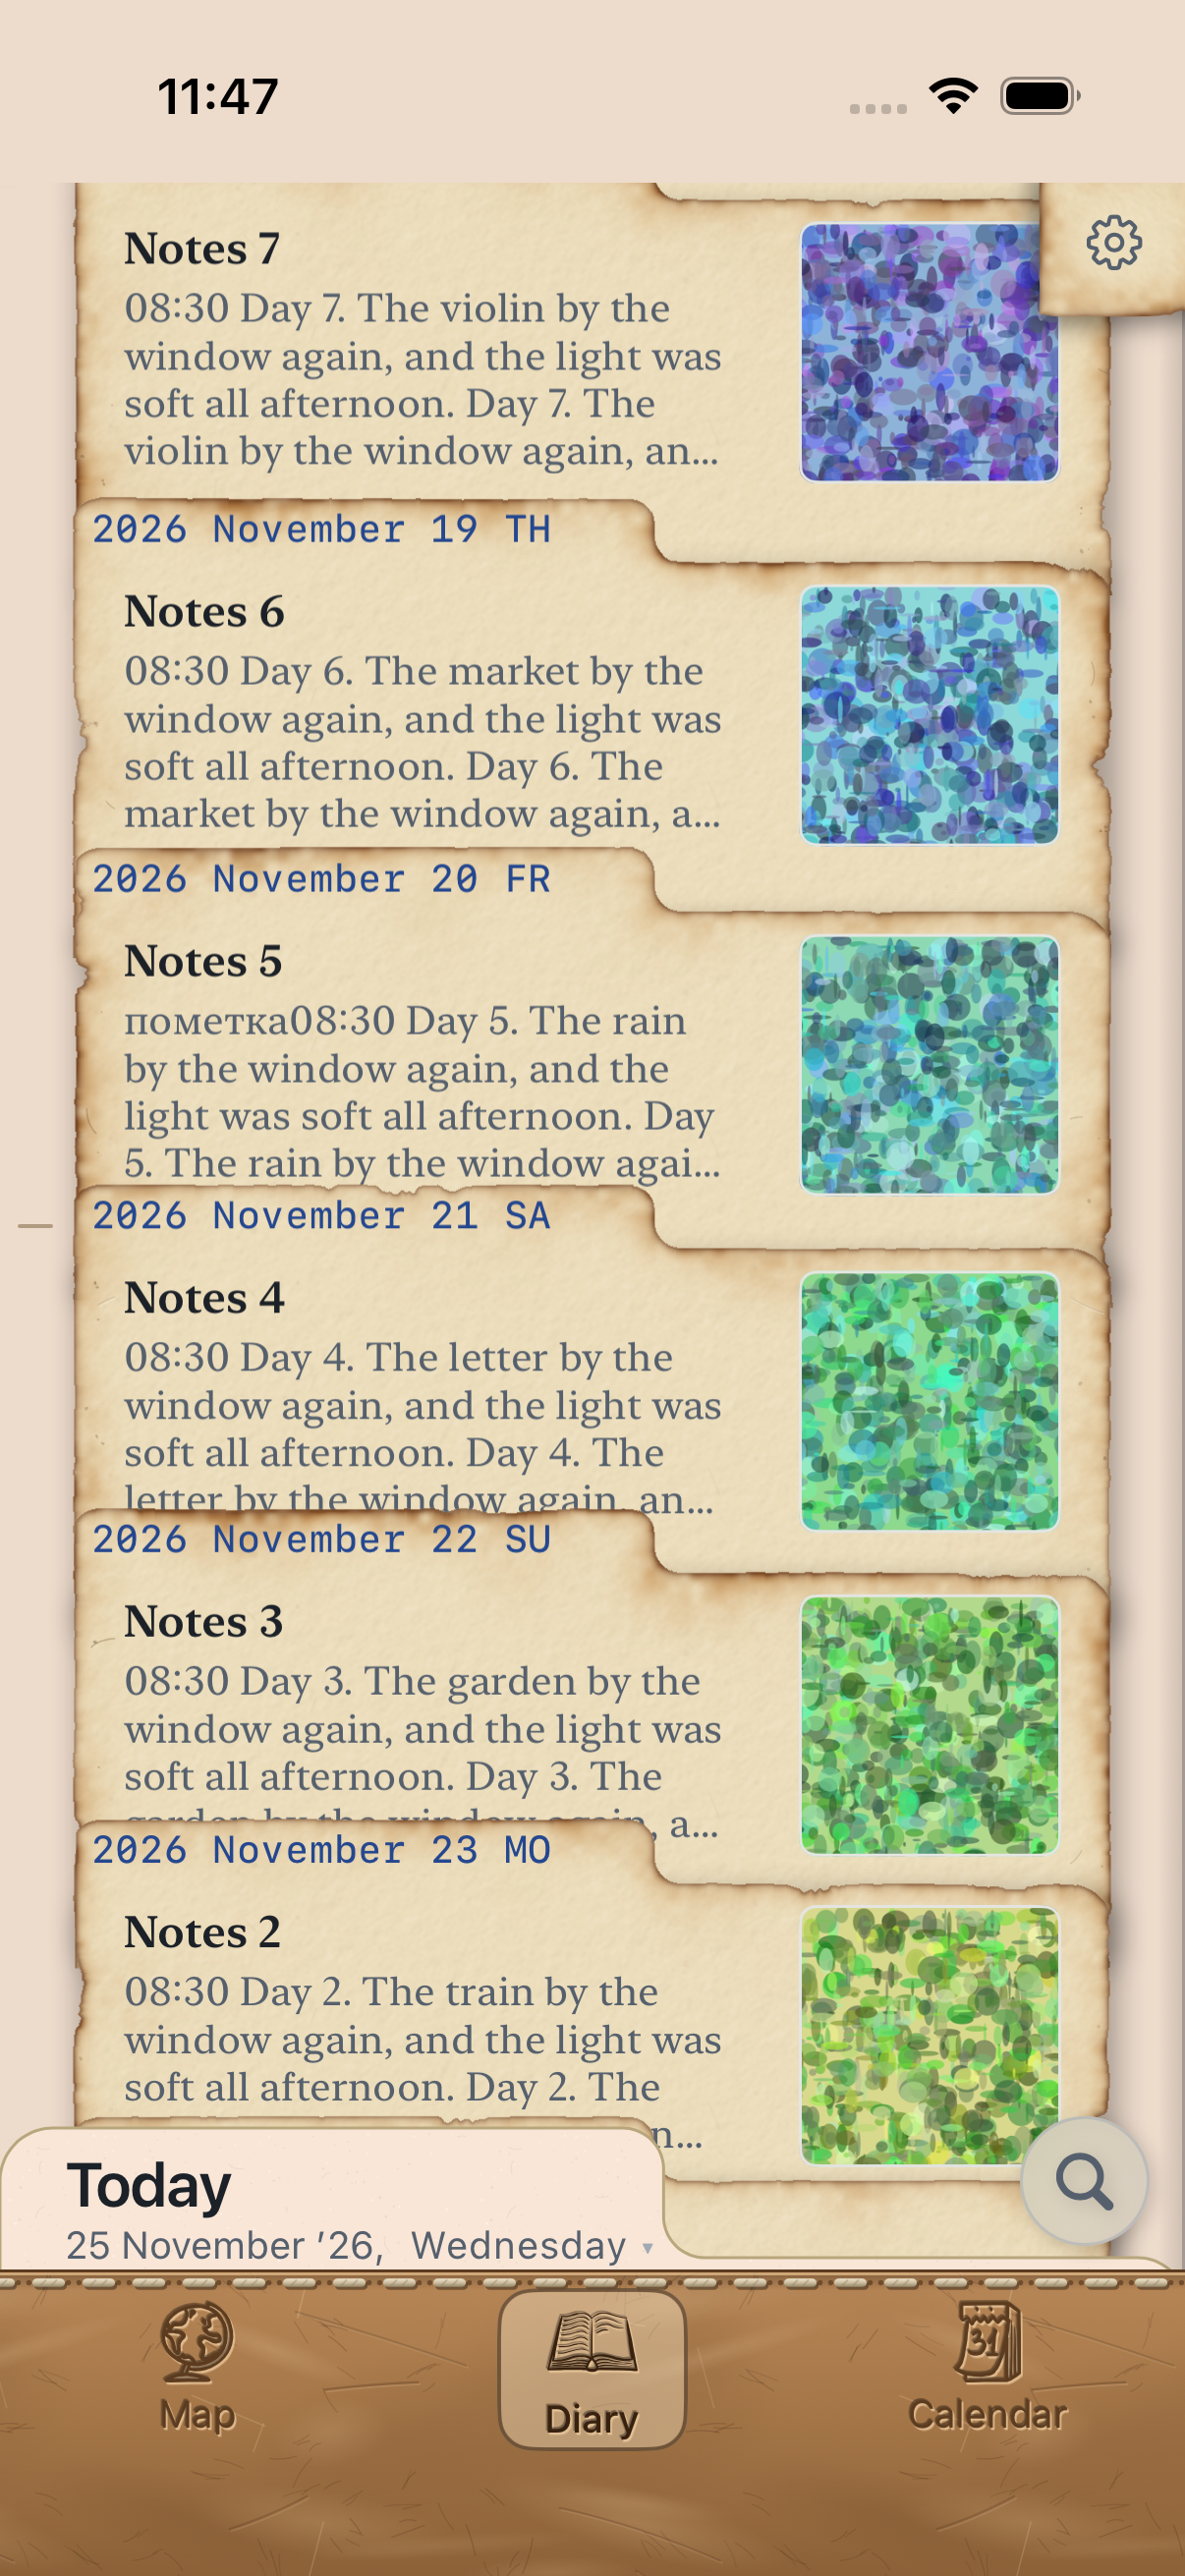 11:47
Notes 7
08:30 Day 7. The violin by the
window again, and the light was
soft all afternoon. Day 7. The
violin by the window again, an...
2026 November 19 TH
Notes 6
08:30 Day 6. The market by the
window again, and the light was
soft all afternoon. Day 6. The
market by the window again, a...
2026 November 20 FR
Notes 5
пометка08:30 Day 5. The rain
by the window again, and the
light was soft all afternoon. Day
5. The rain by the window agai...
2026 November 21 SA
Notes 4
08:30 Day 4. The letter by the
window again, and the light was
soft all afternoon. Day 4. The
letter by the window again, an...
2026 November 22 SU
Notes 3
08:30 Day 3. The garden by the
window again, and the light was
soft all afternoon. Day 3. The
garden by the window again, a...
2026 November 23 MO
Notes 2
08:30 Day 2. The train by the
window again, and the light was
soft all afternoon. Day 2. The
Today
25 November ’26, Wednesday
31
Map
Diary
Calendar